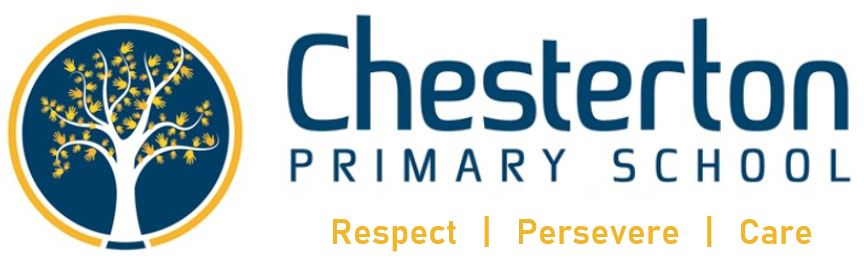 Chesterton
PRIMARY SCHOOL
Respect | Persevere | Care